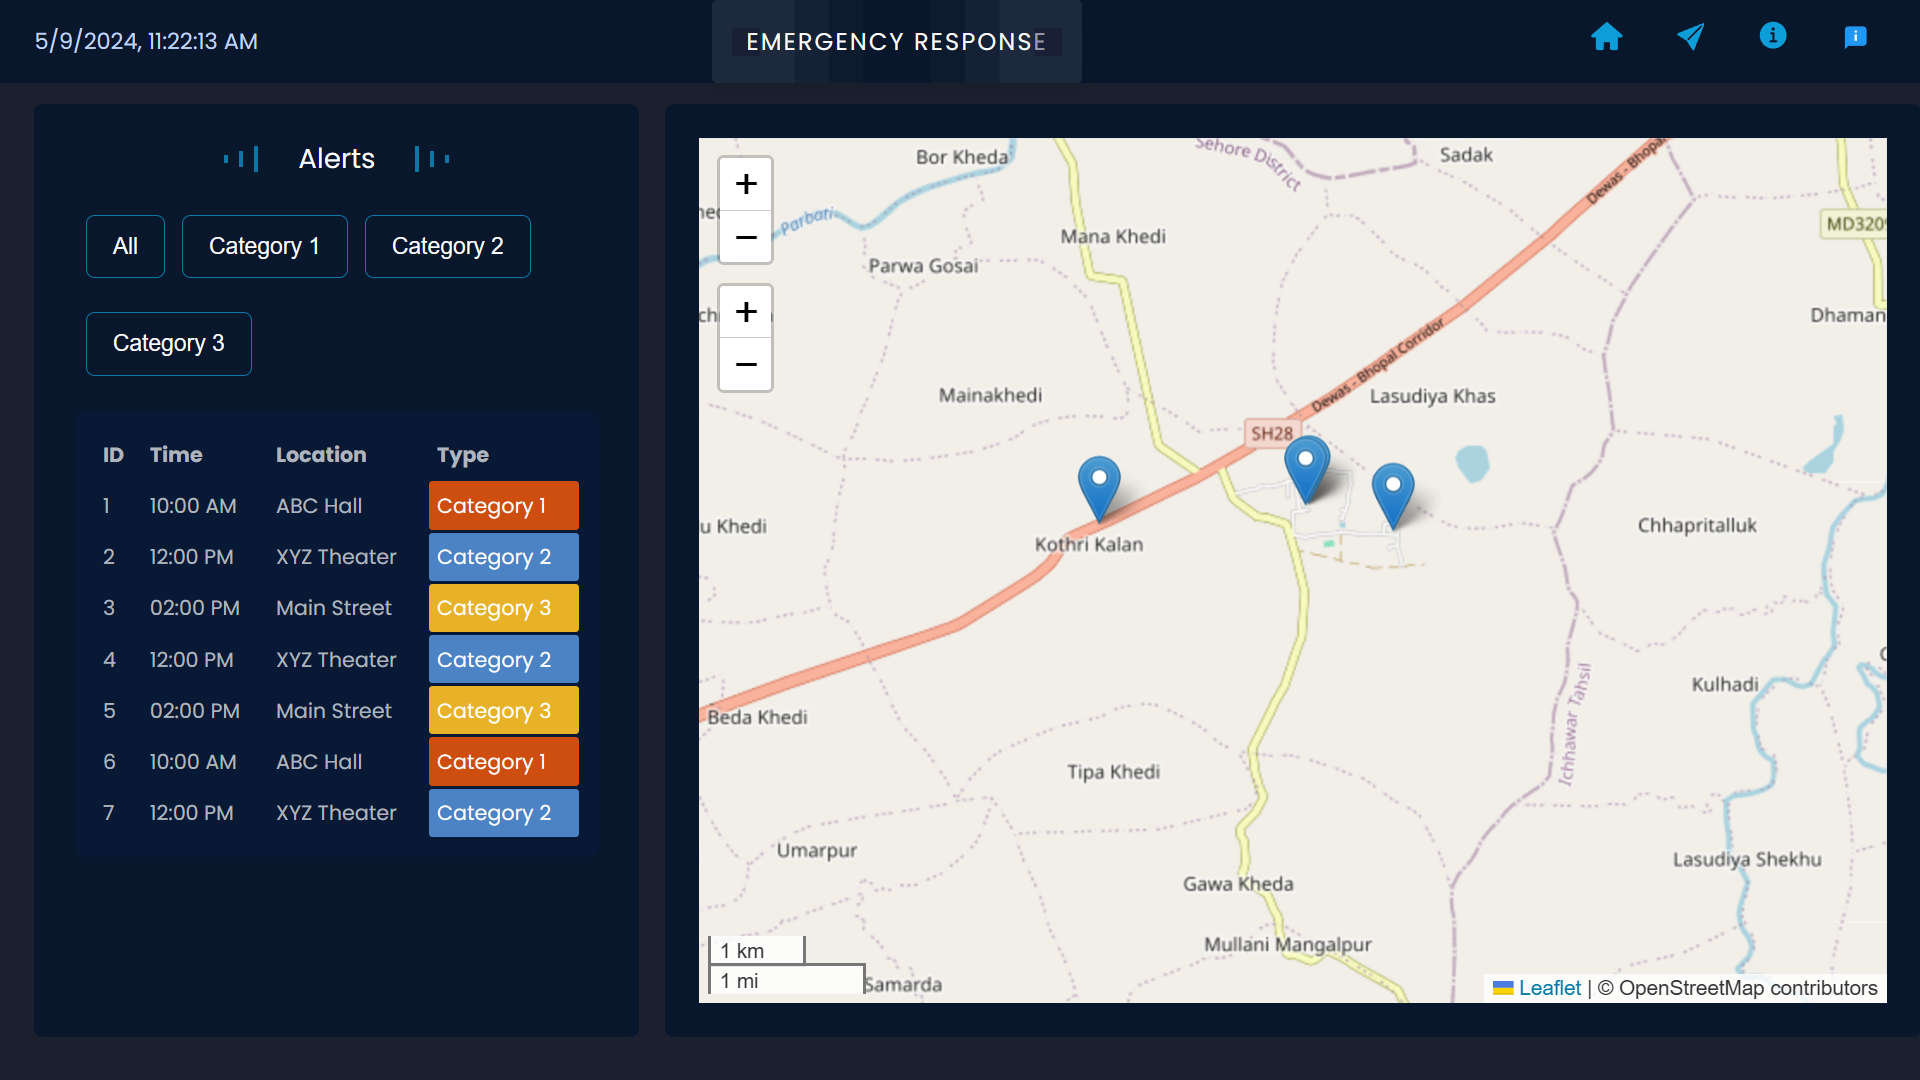 5/9/2024, 11:22:13 AM
EMERGENCY RESPONSE
Alerts
All
Category 1
Category 2
Category 3
ID Time Location Type
1 10:00 AM ABC Hall Category 1
2 12:00 PM XYZ Theater Category 2
3 02:00 PM Main Street Category 3
4 12:00 PM XYZ Theater Category 2
5 02:00 PM Main Street Category 3
6 10:00 AM ABC Hall Category 1
7 12:00 PM XYZ Theater Category 2
+
−
+
−
Bor Kheda
Sehore District
Sadak
Dewas - Bhopal
Parbati
Mana Khedi
MD320
Parwa Gosai
Dhaman
Dewas - Bhopal Corridor
Mainakhedi
Lasudiya Khas
SH28
u Khedi
Kothri Kalan
Chhapritalluk
Kulhadi
Beda Khedi
Ichhawar Tahsil
Tipa Khedi
Umarpur
Lasudiya Shekhu
Gawa Kheda
Mullani Mangalpur
1 km
1 mi
Samarda
Leaflet | © OpenStreetMap contributors